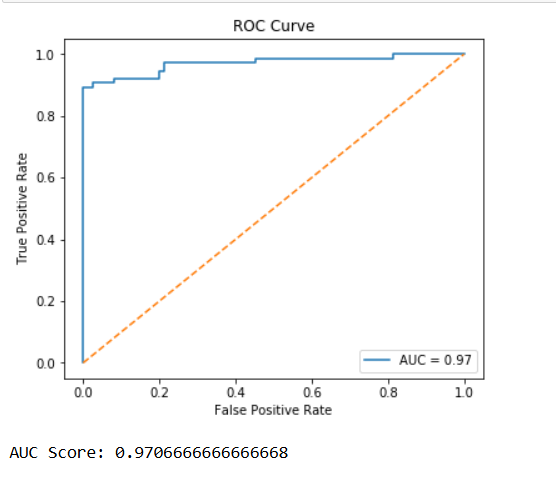 ROC Curve
1.0
0.8
0.6
0.4
0.2
0.0
True Positive Rate
AUC = 0.97
0.0 0.2 0.4 0.6 0.8 1.0
False Positive Rate
AUC Score: 0.9706666666666668